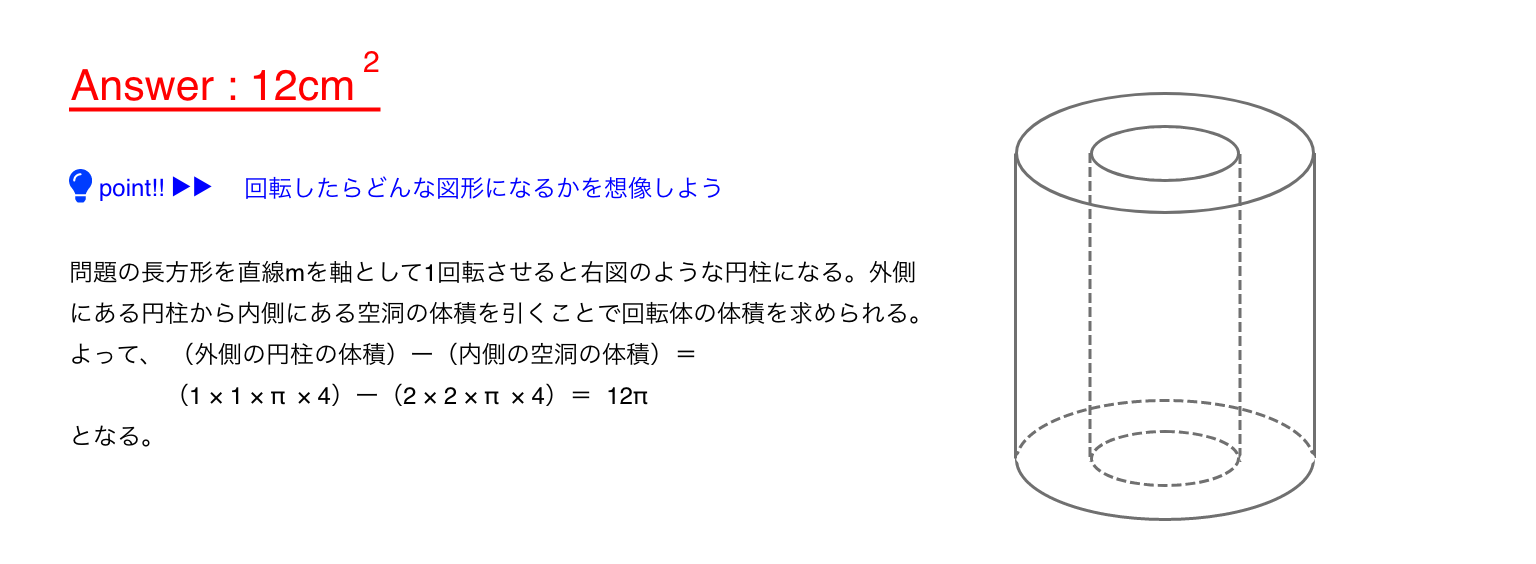 Answer : 12cm²
point!! ▶▶ 回転したらどんな図形になるかを想像しよう
問題の長方形を直線mを軸として1回転させると右図のような円柱になる。外側
にある円柱から内側にある空洞の体積を引くことで回転体の体積を求められる。
よって、 （外側の円柱の体積）ー（内側の空洞の体積）＝
（1 × 1 × π × 4）ー（2 × 2 × π × 4）＝ 12π
となる。